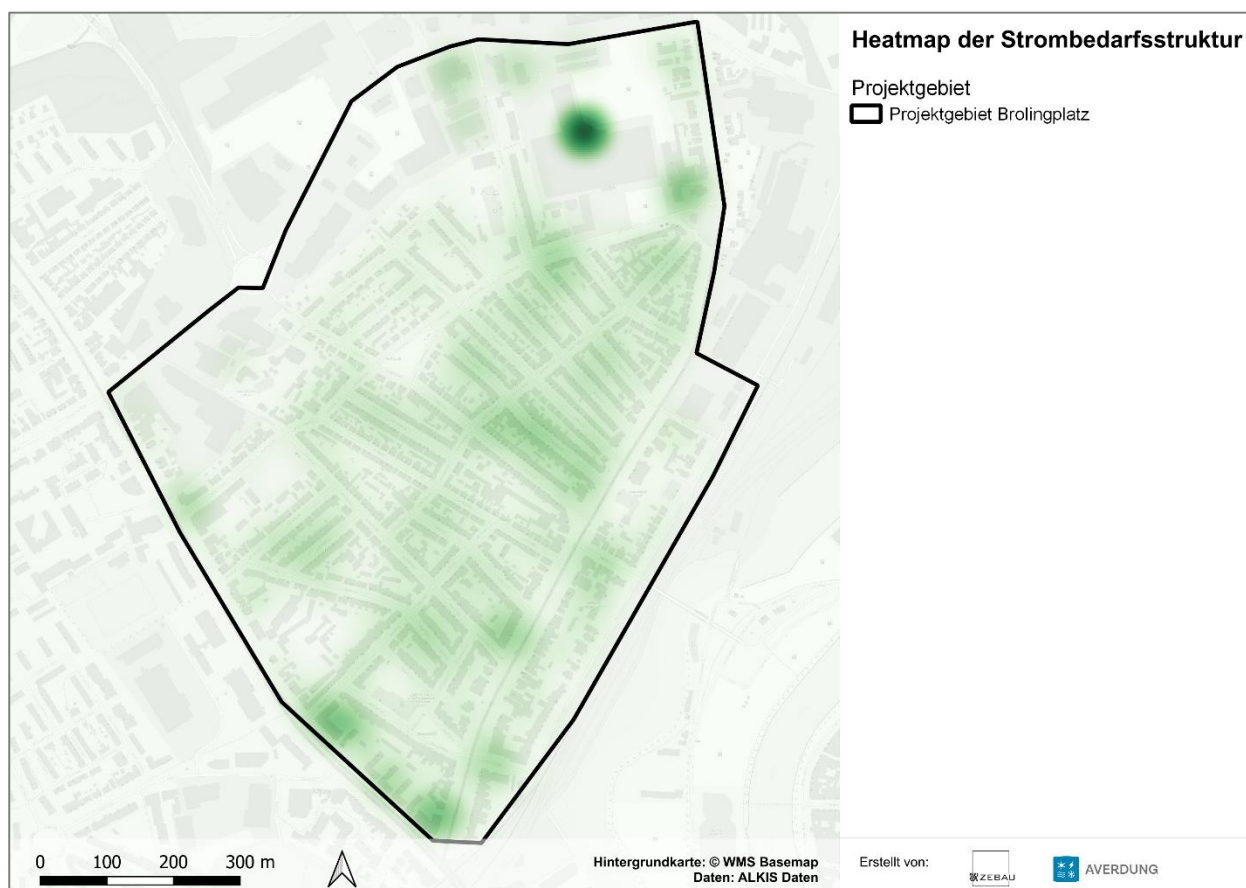 Heatmap der Strombedarfsstruktur
Projektgebiet
Projektgebiet Brolingplatz
0 100 200 300 m
Hintergrundkarte: © WMS Basemap
Daten: ALKIS Daten
Erstellt von:
ZEBAU
AVERDUNG